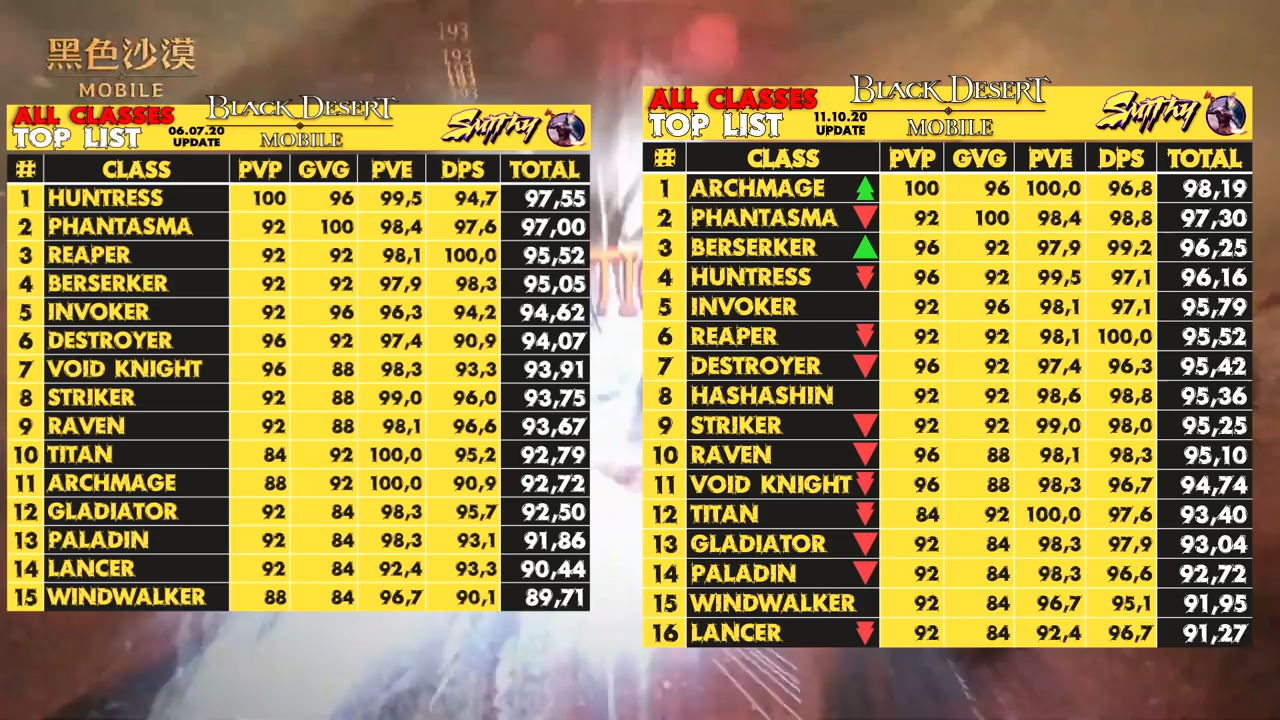 193
193
193
193
黑色沙漠
MOBILE
ALL CLASSES
TOP LIST
06.07.20
UPDATE
BLACK DESERT
MOBILE
# CLASS PVP GVG PVE DPS TOTAL
1 HUNTRESS 100 96 99,5 94,7 97,55
2 PHANTASMA 92 100 98,4 97,6 97,00
3 REAPER 92 92 98,1 100,0 95,52
4 BERSERKER 92 92 97,9 98,3 95,05
5 INVOKER 92 96 96,3 94,2 94,62
6 DESTROYER 96 92 97,4 90,9 94,07
7 VOID KNIGHT 96 88 98,3 93,3 93,91
8 STRIKER 92 88 99,0 96,0 93,75
9 RAVEN 92 88 98,1 96,6 93,67
10 TITAN 84 92 100,0 95,2 92,79
11 ARCHMAGE 88 92 100,0 90,9 92,72
12 GLADIATOR 92 84 98,3 95,7 92,50
13 PALADIN 92 84 98,3 93,1 91,86
14 LANCER 92 84 92,4 93,3 90,44
15 WINDWALKER 88 84 96,7 90,1 89,71
ALL CLASSES
TOP LIST
11.10.20
UPDATE
BLACK DESERT
MOBILE
# CLASS PVP GVG PVE DPS TOTAL
1 ARCHMAGE 100 96 100,0 96,8 98,19
2 PHANTASMA 92 100 98,4 98,8 97,30
3 BERSERKER 96 92 97,9 99,2 96,25
4 HUNTRESS 96 92 99,5 97,1 96,16
5 INVOKER 92 96 98,1 97,1 95,79
6 REAPER 92 92 98,1 100,0 95,52
7 DESTROYER 96 92 97,4 96,3 95,42
8 HASHASHIN 92 92 98,6 98,8 95,36
9 STRIKER 92 92 99,0 98,0 95,25
10 RAVEN 96 88 98,1 98,3 95,10
11 VOID KNIGHT 96 88 98,3 96,7 94,74
12 TITAN 84 92 100,0 97,6 93,40
13 GLADIATOR 92 84 98,3 97,9 93,04
14 PALADIN 92 84 98,3 96,6 92,72
15 WINDWALKER 92 84 96,7 95,1 91,95
16 LANCER 92 84 92,4 96,7 91,27